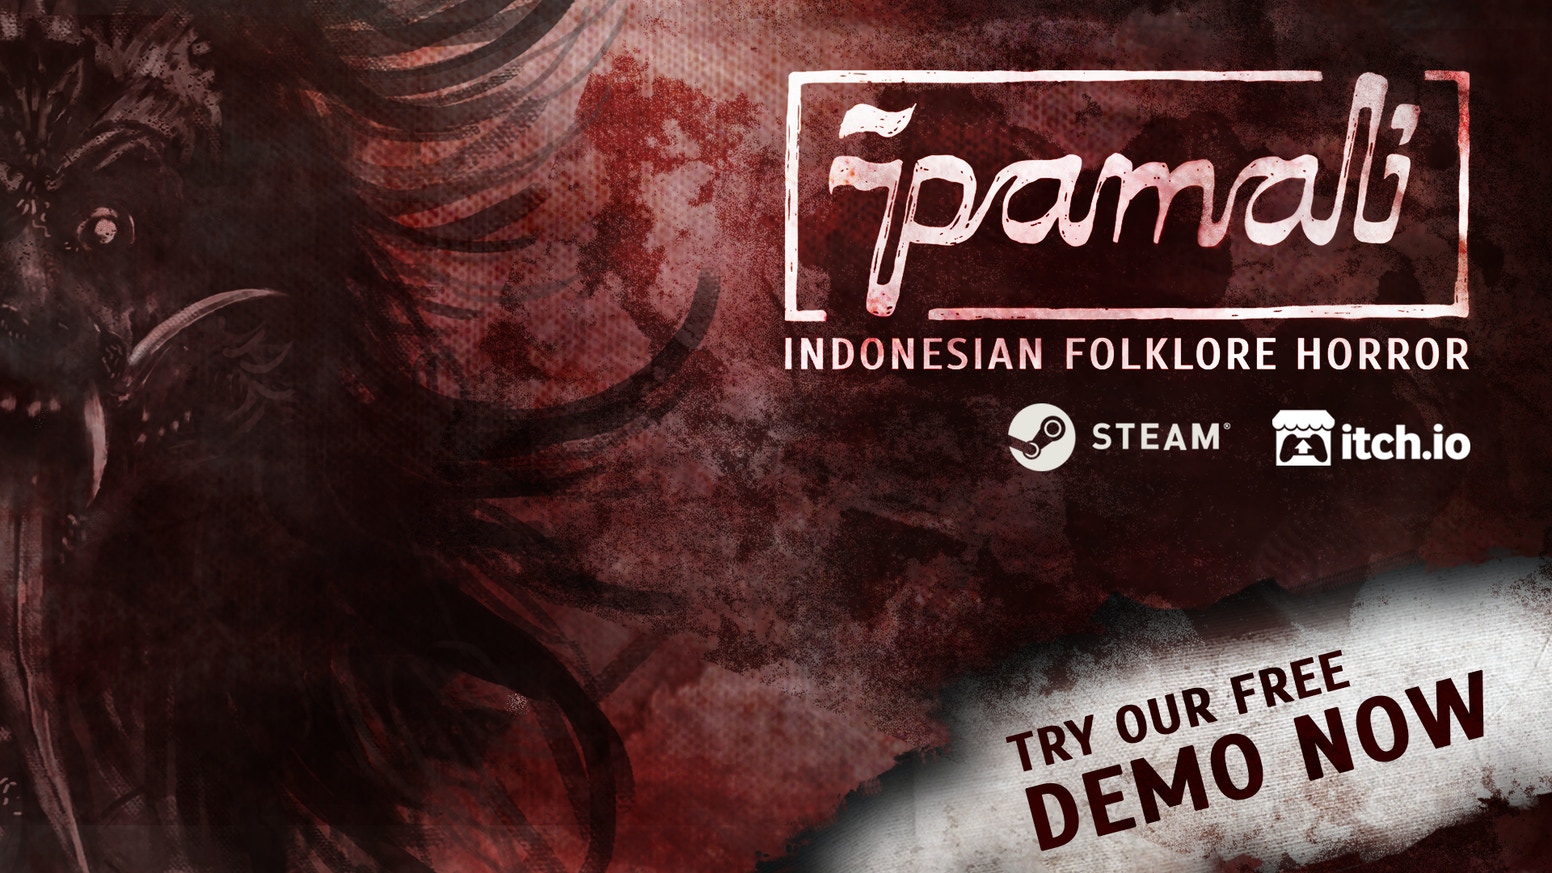 pamali
INDONESIAN FOLKLORE HORROR
STEAM®
itch.io
TRY OUR FREE
DEMO NOW